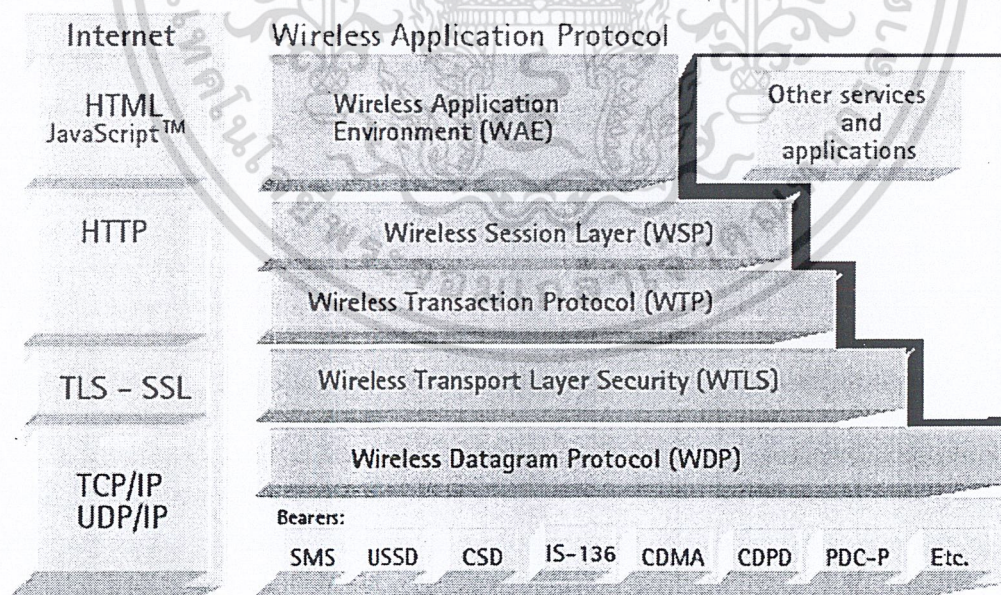 Internet
Wireless Application Protocol
HTML
JavaScript™
Wireless Application
Environment (WAE)
Other services
and
applications
HTTP
Wireless Session Layer (WSP)
Wireless Transaction Protocol (WTP)
TLS – SSL
Wireless Transport Layer Security (WTLS)
TCP/IP
UDP/IP
Wireless Datagram Protocol (WDP)
Bearers:
SMS USSD CSD IS-136 CDMA CDPD PDC-P Etc.